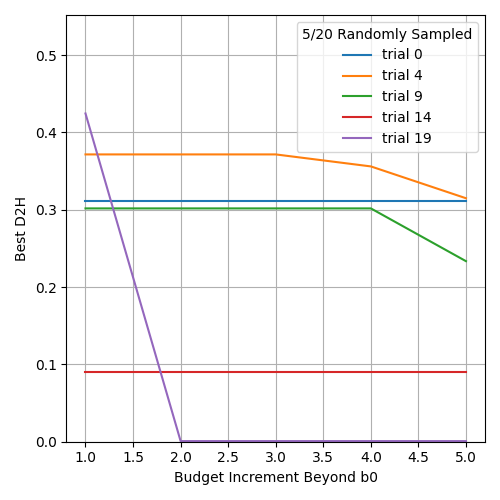 5/20 Randomly Sampled
trial 0
trial 4
trial 9
trial 14
trial 19
Best D2H
0.5
0.4
0.3
0.2
0.1
0.0
1.0 1.5 2.0 2.5 3.0 3.5 4.0 4.5 5.0
Budget Increment Beyond b0